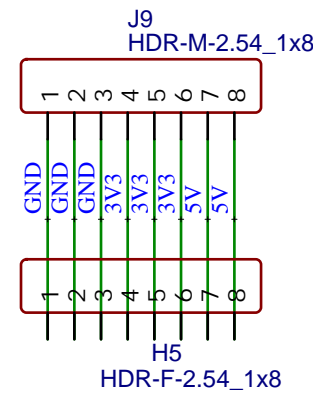 J9
HDR-M-2.54_1x8
1 2 3 4 5 6 7 8
GND GND GND 3V3 3V3 3V3 5V 5V
1 2 3 4 5 6 7 8
H5
HDR-F-2.54_1x8